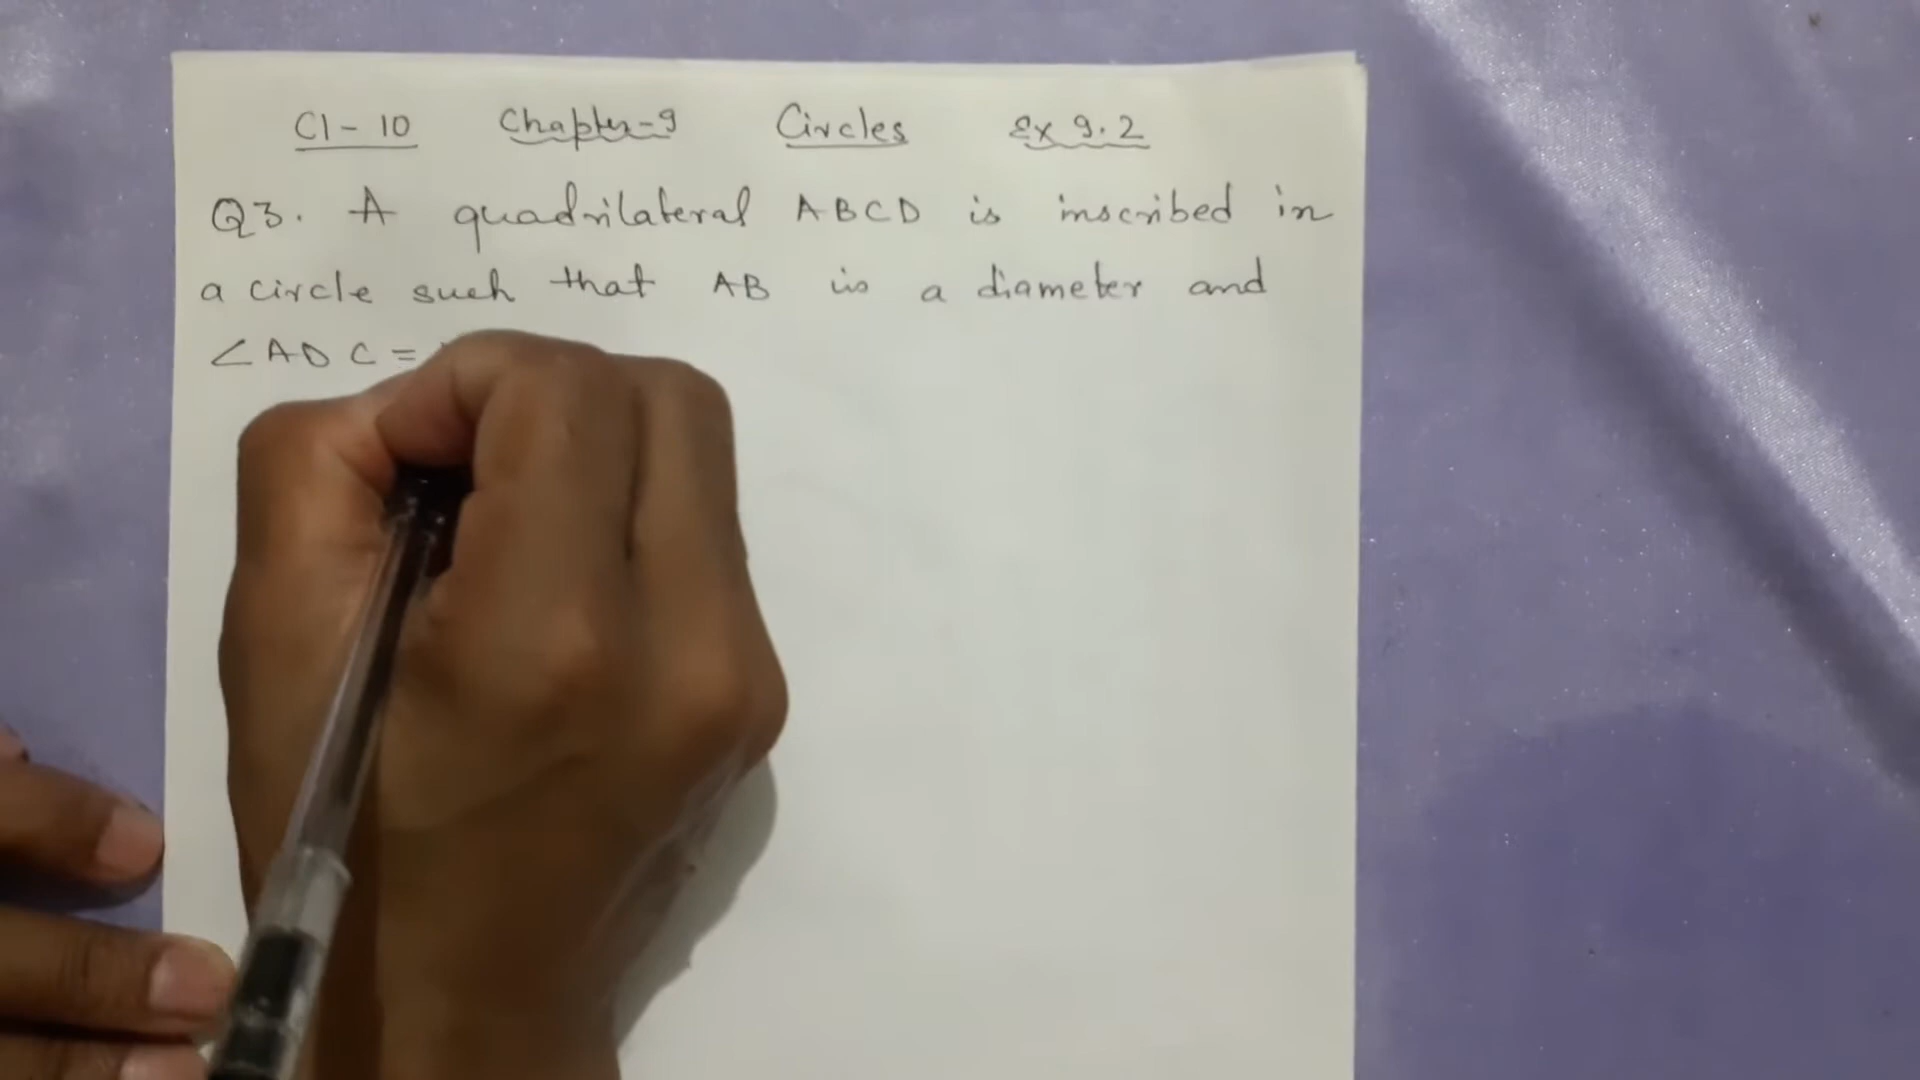 Cl - 10 Chapter-9 Circles Ex 9.2
Q3. A quadrilateral ABCD is inscribed in
a circle such that AB is a diameter and
∠ADC =